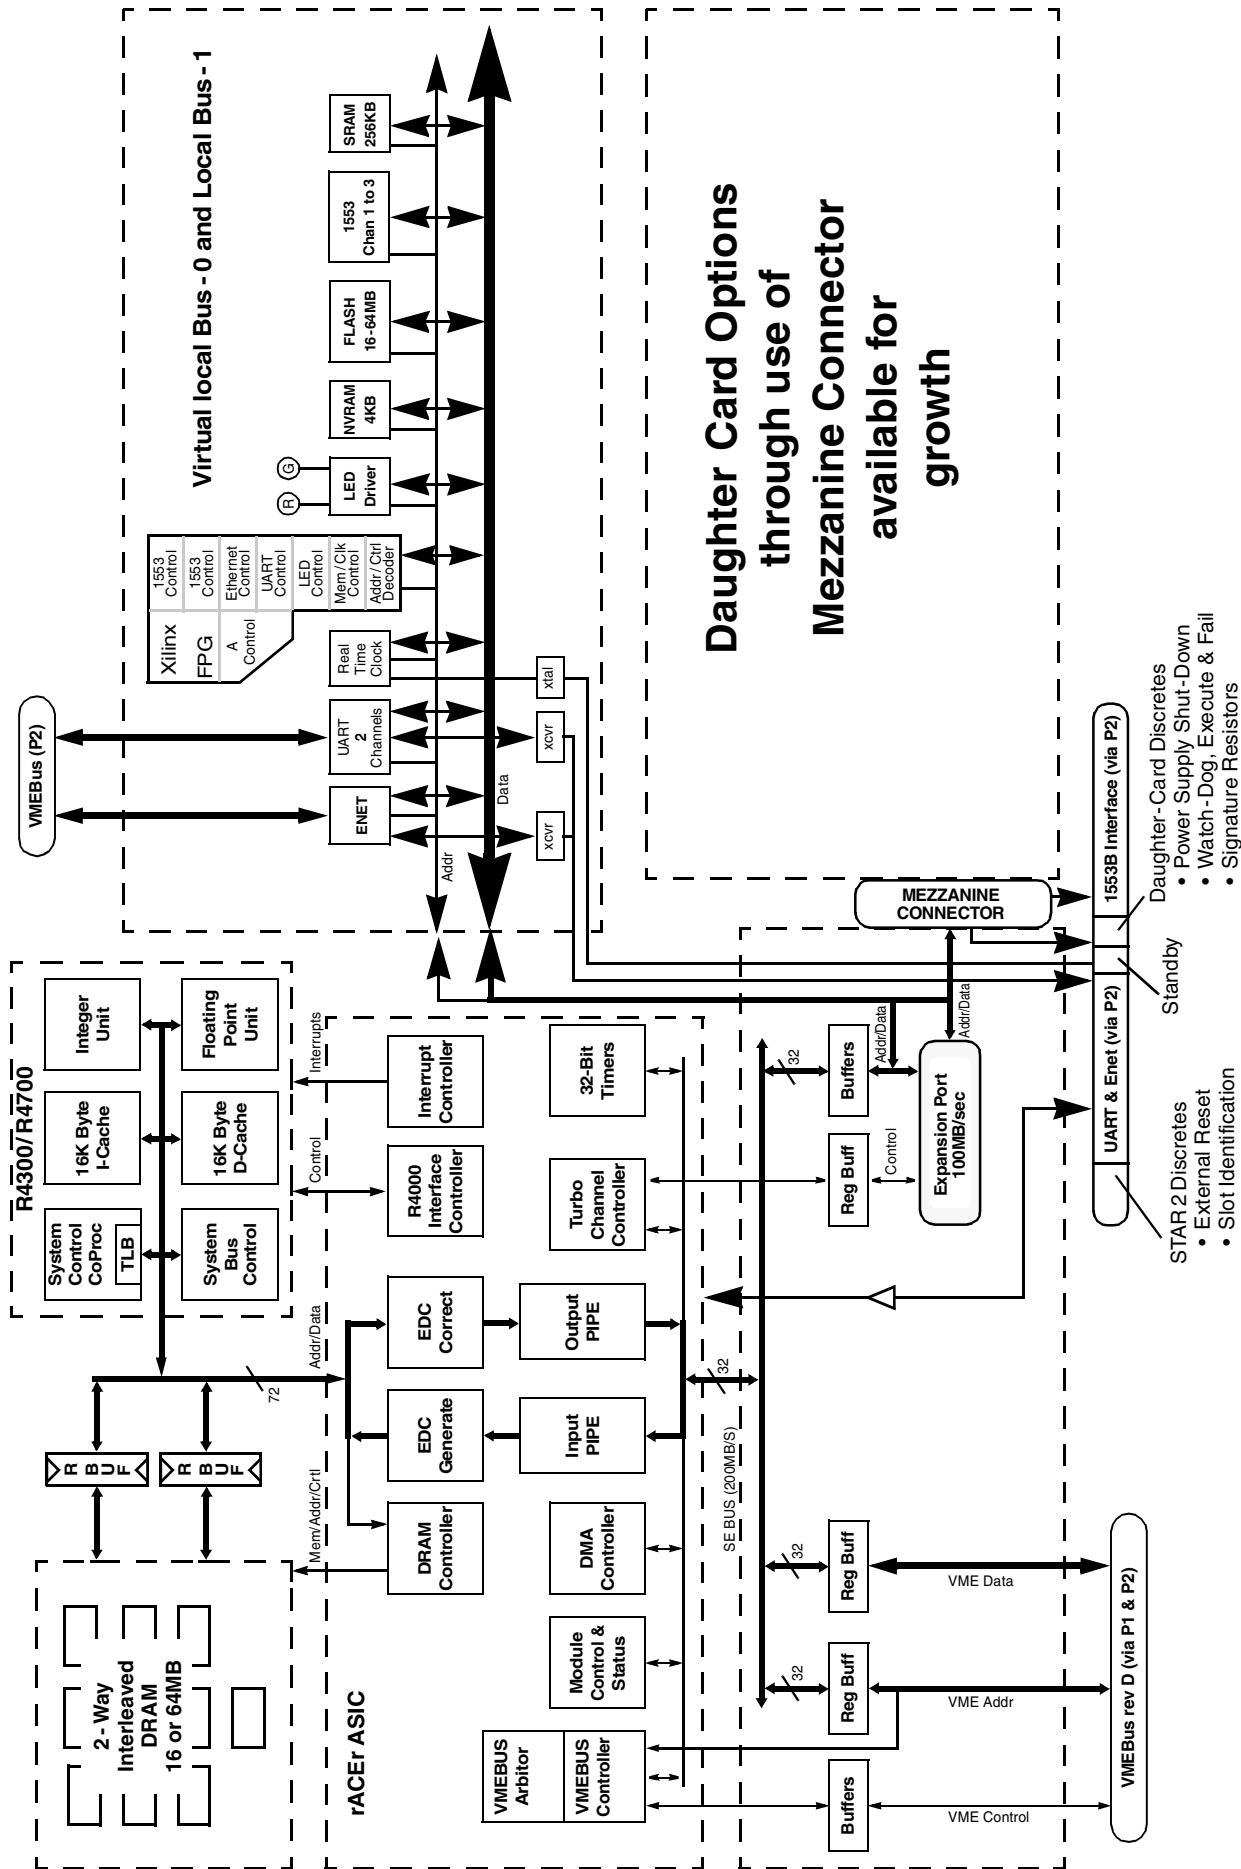 2 - Way
Interleaved
DRAM
16 or 64MB
R
B
U
F
R
B
U
F
R4300/R4700
System
Control
CoProc
TLB
16K Byte
I-Cache
Integer
Unit
System
Bus
Control
16K Byte
D-Cache
Floating
Point
Unit
VMEBus (P2)
72
Mem/Addr/Crtl
Addr/Data
Control
Interrupts
rACEr ASIC
DRAM
Controller
EDC
Generate
EDC
Correct
R4000
Interface
Controller
Interrupt
Controller
VMEBUS
Arbitor
VMEBUS
Controller
Module
Control &
Status
DMA
Controller
Input
PIPE
Output
PIPE
Turbo
Channel
Controller
32-Bit
Timers
32
SE BUS (200MB/S)
32
32
32
Buffers
Reg Buff
Reg Buff
Reg Buff
Buffers
Control
Addr/Data
Addr/Data
Expansion Port
100MB/sec
VME Control
VME Addr
VME Data
VMEBus rev D (via P1 & P2)
Virtual local Bus - 0 and Local Bus - 1
Xilinx
FPG
A
Control
1553
Control
1553
Control
Ethernet
Control
UART
Control
LED
Control
Mem/Clk
Control
Addr/Ctrl
Decoder
R
G
ENET
UART
2
Channels
Real
Time
Clock
LED
Driver
NVRAM
4KB
FLASH
16-64MB
1553
Chan 1 to 3
SRAM
256KB
Addr
Data
xcvr
xcvr
xtal
Daughter Card Options
through use of
Mezzanine Connector
available for
growth
MEZZANINE
CONNECTOR
UART & Enet (via P2)
1553B Interface (via P2)
STAR 2 Discretes
• External Reset
• Slot Identification
Standby
Daughter-Card Discretes
• Power Supply Shut-Down
• Watch-Dog, Execute & Fail
• Signature Resistors